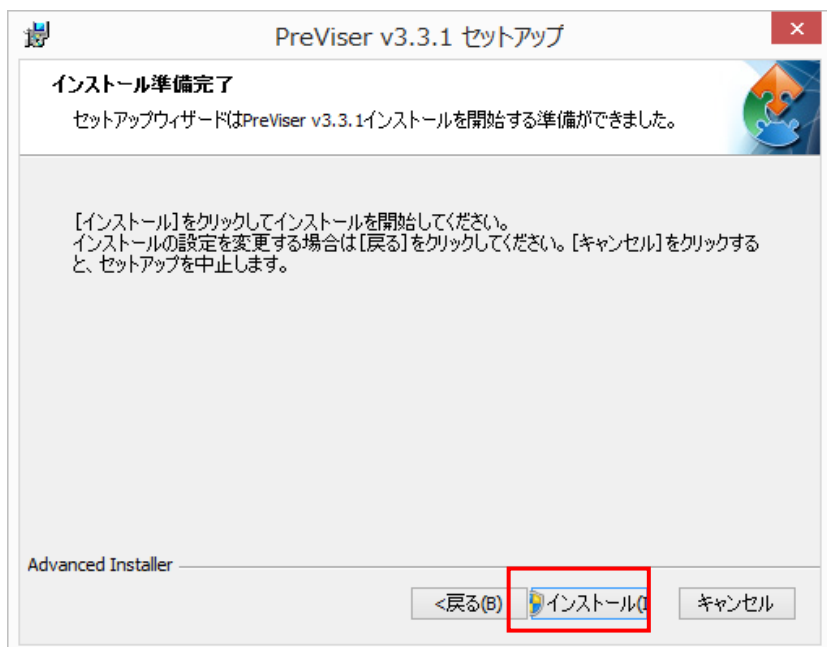 PreViser v3.3.1 セットアップ
インストール準備完了
セットアップウィザードはPreViser v3.3.1インストールを開始する準備ができました。
[インストール]をクリックしてインストールを開始してください。
インストールの設定を変更する場合は[戻る]をクリックしてください。[キャンセル]をクリックする
と、セットアップを中止します。
Advanced Installer
<戻る(B) インストール(I キャンセル